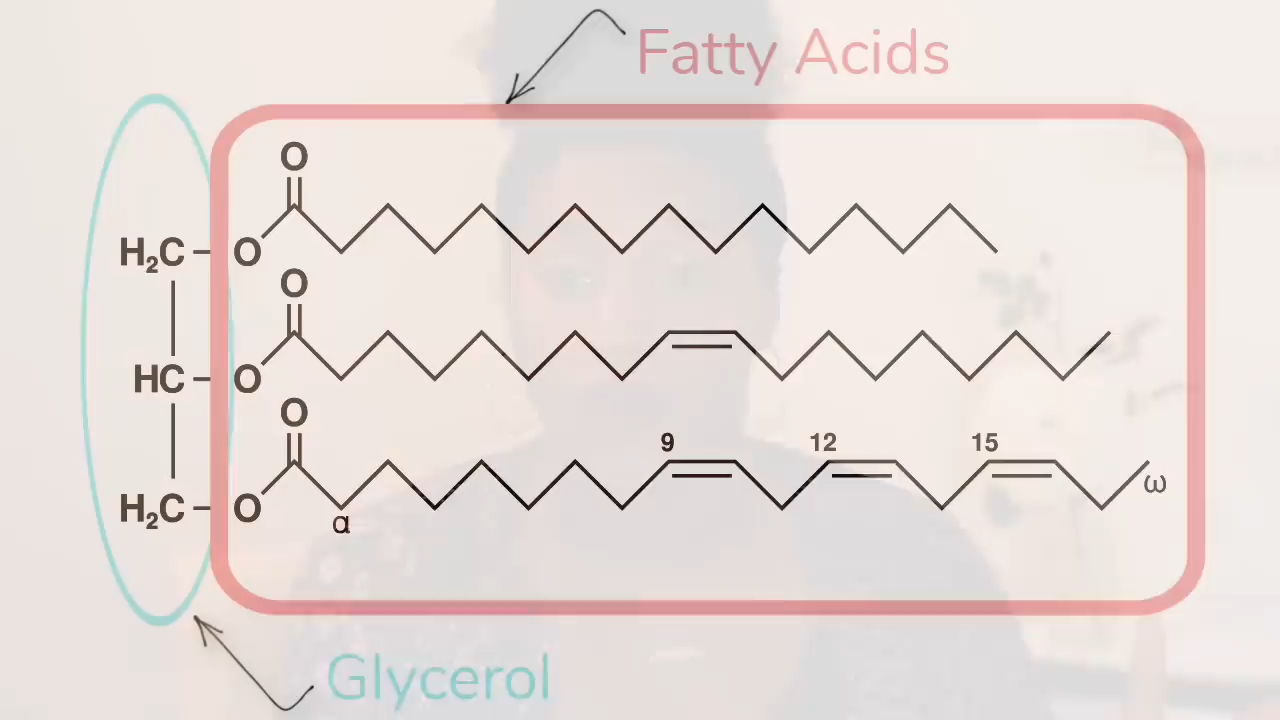 Fatty Acids
O
H₂C O
O
HC O
O
9 12 15
ω
H₂C O
α
Glycerol